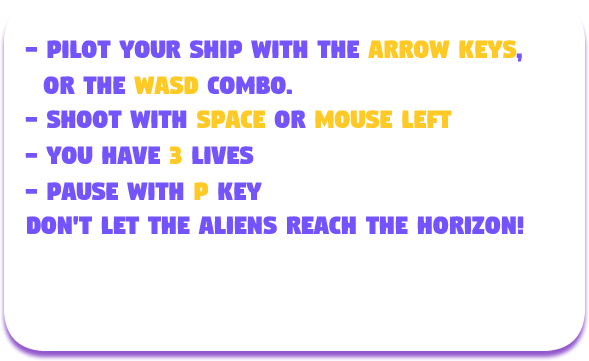 - PILOT YOUR SHIP WITH THE ARROW KEYS,
OR THE WASD COMBO.
- SHOOT WITH SPACE OR MOUSE LEFT
- YOU HAVE 3 LIVES
- PAUSE WITH P KEY
DON'T LET THE ALIENS REACH THE HORIZON!